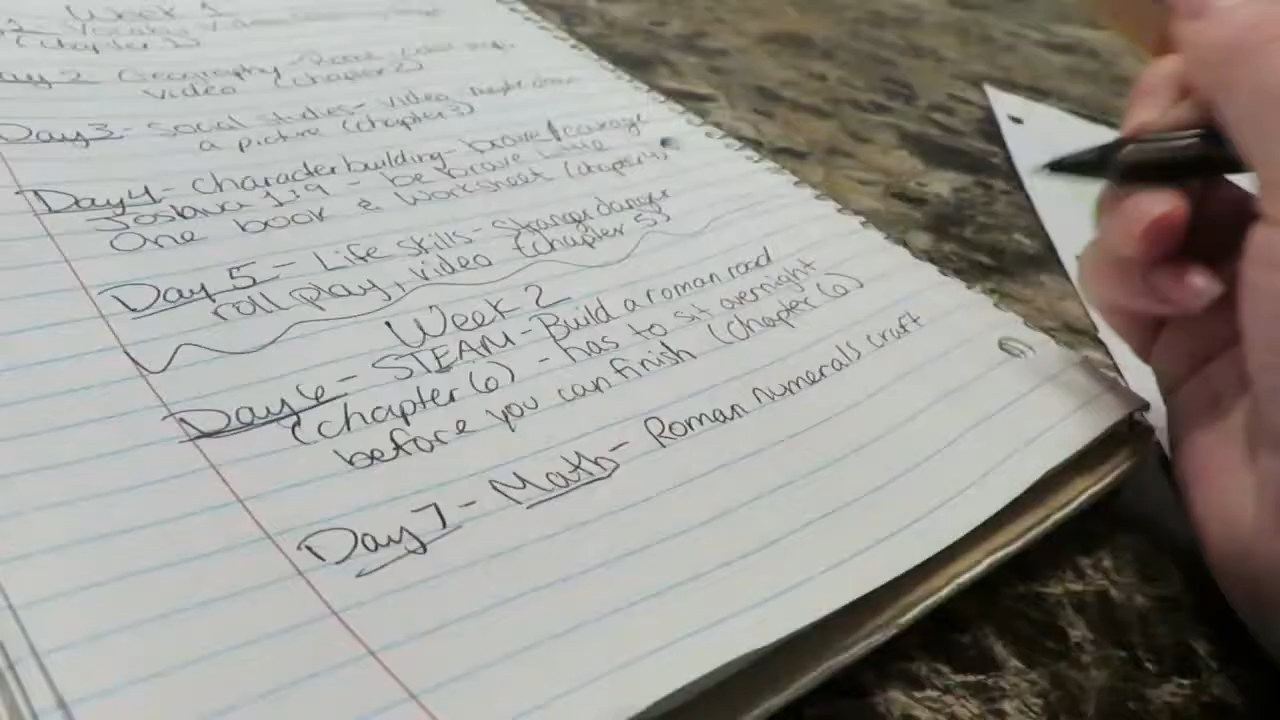 Week 1
(Chapter 1)
Day 2 Geography
video (chapter 2)
Day 3 - Social studies - video, maybe draw
a picture (chapter 3)
Day 4 - Character building - brave/courage
Joshua 1:9 - be brave little
One book & worksheet (chapter 4)
Day 5 - Life skills - Stranger danger
roll play, video (chapter 5)
Week 2
Day 6 - STEAM - Build a roman road
(chapter 6) - has to sit overnight
before you can finish (chapter 6)
Day 7 - Math - Roman numerals craft